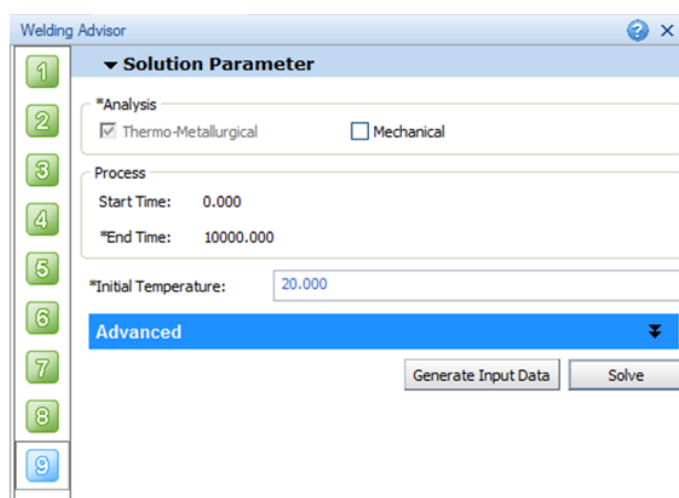 Welding Advisor
Solution Parameter
*Analysis
Thermo-Metallurgical Mechanical
Process
Start Time: 0.000
*End Time: 10000.000
*Initial Temperature: 20.000
Advanced
Generate Input Data Solve
1
2
3
4
5
6
7
8
9